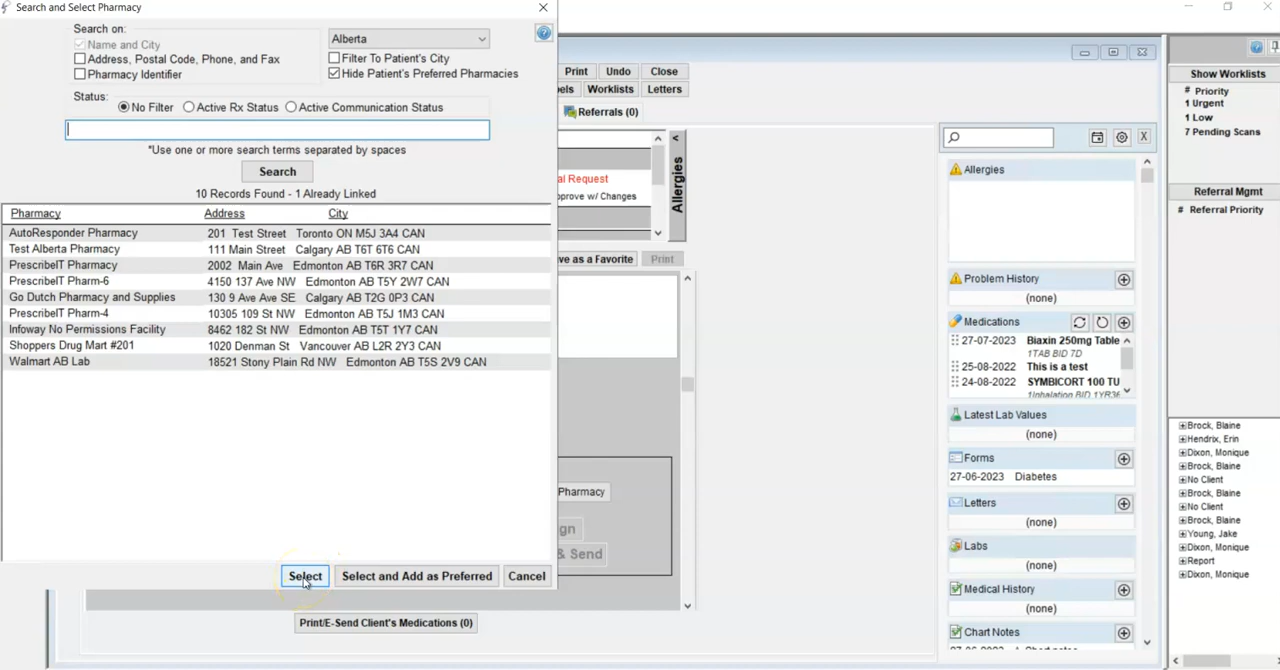 Search and Select Pharmacy
Search on:
Name and City
Address, Postal Code, Phone, and Fax
Pharmacy Identifier
Alberta
Filter To Patient's City
Hide Patient's Preferred Pharmacies
Status:
No Filter Active Rx Status Active Communication Status
*Use one or more search terms separated by spaces
Search
10 Records Found - 1 Already Linked
Pharmacy Address City
AutoResponder Pharmacy 201 Test Street Toronto ON M5J 3A4 CAN
Test Alberta Pharmacy 111 Main Street Calgary AB T6T 6T6 CAN
PrescribeIT Pharmacy 2002 Main Ave Edmonton AB T6R 3R7 CAN
PrescribeIT Pharm-6 4150 137 Ave NW Edmonton AB T5Y 2W7 CAN
Go Dutch Pharmacy and Supplies 130 9 Ave Ave SE Calgary AB T2G 0P3 CAN
PrescribeIT Pharm-4 10305 109 St NW Edmonton AB T5J 1M3 CAN
Infoway No Permissions Facility 8462 182 St NW Edmonton AB T5T 1Y7 CAN
Shoppers Drug Mart #201 1020 Denman St Vancouver AB L2R 2Y3 CAN
Walmart AB Lab 18521 Stony Plain Rd NW Edmonton AB T5S 2V9 CAN
Select Select and Add as Preferred Cancel
Print Undo Close
els Worklists Letters
Referrals (0)
<
Allergies
al Request
pprove w/ Changes
ve as a Favorite Print
Pharmacy
gn
& Send
Print/E-Send Client's Medications (0)
X
Allergies
Problem History
(none)
Medications
27-07-2023 Biaxin 250mg Table
1TAB BID 7D
25-08-2022 This is a test
24-08-2022 SYMBICORT 100 TU
1Inhalation BID 1YR36
Latest Lab Values
(none)
Forms
27-06-2023 Diabetes
Letters
(none)
Labs
(none)
Medical History
(none)
Chart Notes
Show Worklists
# Priority
1 Urgent
1 Low
7 Pending Scans
Referral Mgmt
# Referral Priority
Brock, Blaine
Hendrix, Erin
Dixon, Monique
Brock, Blaine
No Client
Brock, Blaine
No Client
Brock, Blaine
Young, Jake
Dixon, Monique
Report
Dixon, Monique